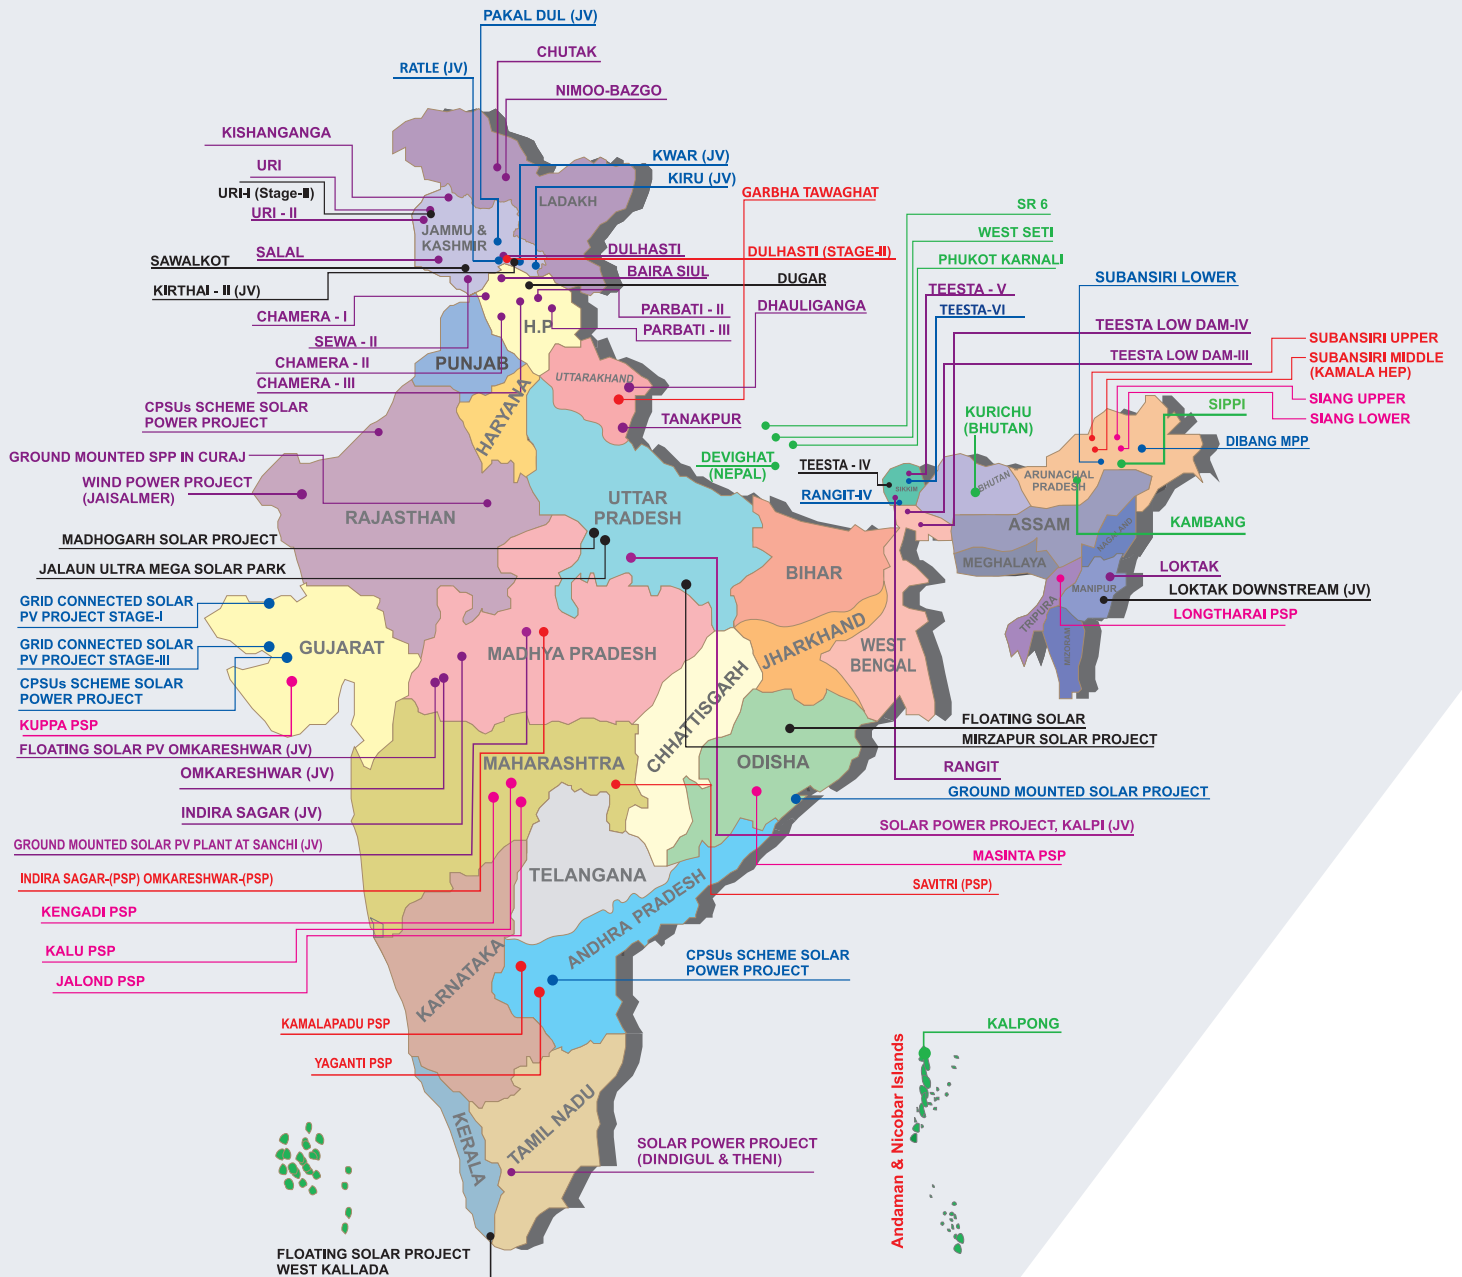 PAKAL DUL (JV)
CHUTAK
RATLE (JV)
NIMOO-BAZGO
KISHANGANGA
KWAR (JV)
URI
KIRU (JV)
URI-I (Stage-II)
GARBHA TAWAGHAT
LADAKH
SR 6
URI - II
JAMMU &
KASHMIR
WEST SETI
SALAL
DULHASTI
DULHASTI (STAGE-II)
PHUKOT KARNALI
SAWALKOT
BAIRA SIUL
DUGAR
SUBANSIRI LOWER
KIRTHAI - II (JV)
TEESTA - V
DHAULIGANGA
PARBATI - II
TEESTA-VI
CHAMERA - I
H.P
PARBATI - III
TEESTA LOW DAM-IV
SUBANSIRI UPPER
SEWA - II
TEESTA LOW DAM-III
SUBANSIRI MIDDLE
(KAMALA HEP)
CHAMERA - II
PUNJAB
UTTARAKHAND
CHAMERA - III
SIANG UPPER
SIPPI
CPSUs SCHEME SOLAR
POWER PROJECT
HARYANA
TANAKPUR
KURICHU
(BHUTAN)
SIANG LOWER
DIBANG MPP
GROUND MOUNTED SPP IN CURAJ
DEVIGHAT
(NEPAL)
TEESTA - IV
SIKKIM
BHUTAN
ARUNACHAL
PRADESH
WIND POWER PROJECT
(JAISALMER)
RANGIT-IV
RAJASTHAN
UTTAR
PRADESH
ASSAM
NAGALAND
KAMBANG
MADHOGARH SOLAR PROJECT
JALAUN ULTRA MEGA SOLAR PARK
BIHAR
MEGHALAYA
LOKTAK
MANIPUR
LOKTAK DOWNSTREAM (JV)
GRID CONNECTED SOLAR
PV PROJECT STAGE-I
TRIPURA
LONGTHARAI PSP
GRID CONNECTED SOLAR
PV PROJECT STAGE-III
GUJARAT
MADHYA PRADESH
JHARKHAND
WEST
BENGAL
MIZORAM
CPSUs SCHEME SOLAR
POWER PROJECT
CHHATTISGARH
KUPPA PSP
FLOATING SOLAR
FLOATING SOLAR PV OMKARESHWAR (JV)
MIRZAPUR SOLAR PROJECT
OMKARESHWAR (JV)
MAHARASHTRA
ODISHA
RANGIT
INDIRA SAGAR (JV)
GROUND MOUNTED SOLAR PROJECT
SOLAR POWER PROJECT, KALPI (JV)
GROUND MOUNTED SOLAR PV PLANT AT SANCHI (JV)
MASINTA PSP
INDIRA SAGAR-(PSP) OMKARESHWAR-(PSP)
TELANGANA
SAVITRI (PSP)
KENGADI PSP
ANDHRA PRADESH
KALU PSP
KARNATAKA
CPSUs SCHEME SOLAR
POWER PROJECT
JALOND PSP
KAMALAPADU PSP
KALPONG
YAGANTI PSP
Andaman & Nicobar Islands
KERALA
TAMIL NADU
SOLAR POWER PROJECT
(DINDIGUL & THENI)
FLOATING SOLAR PROJECT
WEST KALLADA